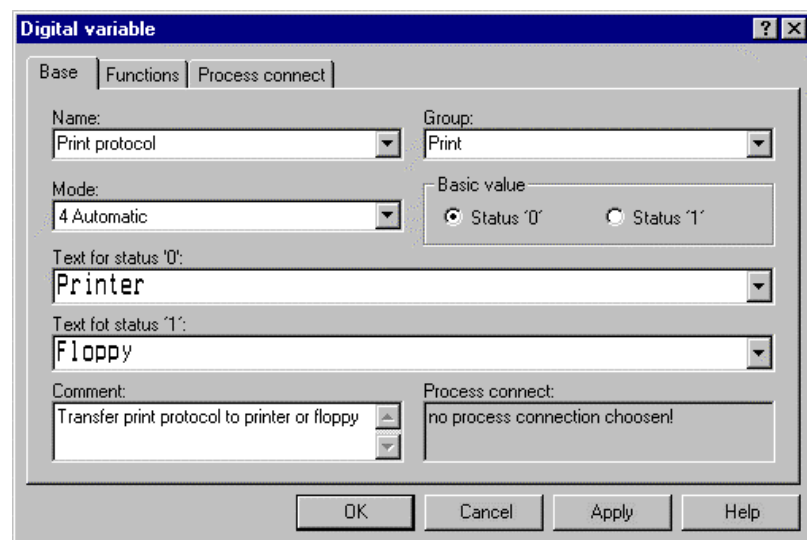 Digital variable
Base Functions Process connect
Name: Group:
Print protocol Print
Mode: Basic value
4 Automatic Status ´0´ Status ´1´
Text for status '0':
Printer
Text fot status ´1´:
Floppy
Comment: Process connect:
Transfer print protocol to printer or floppy no process connection choosen!
OK Cancel Apply Help